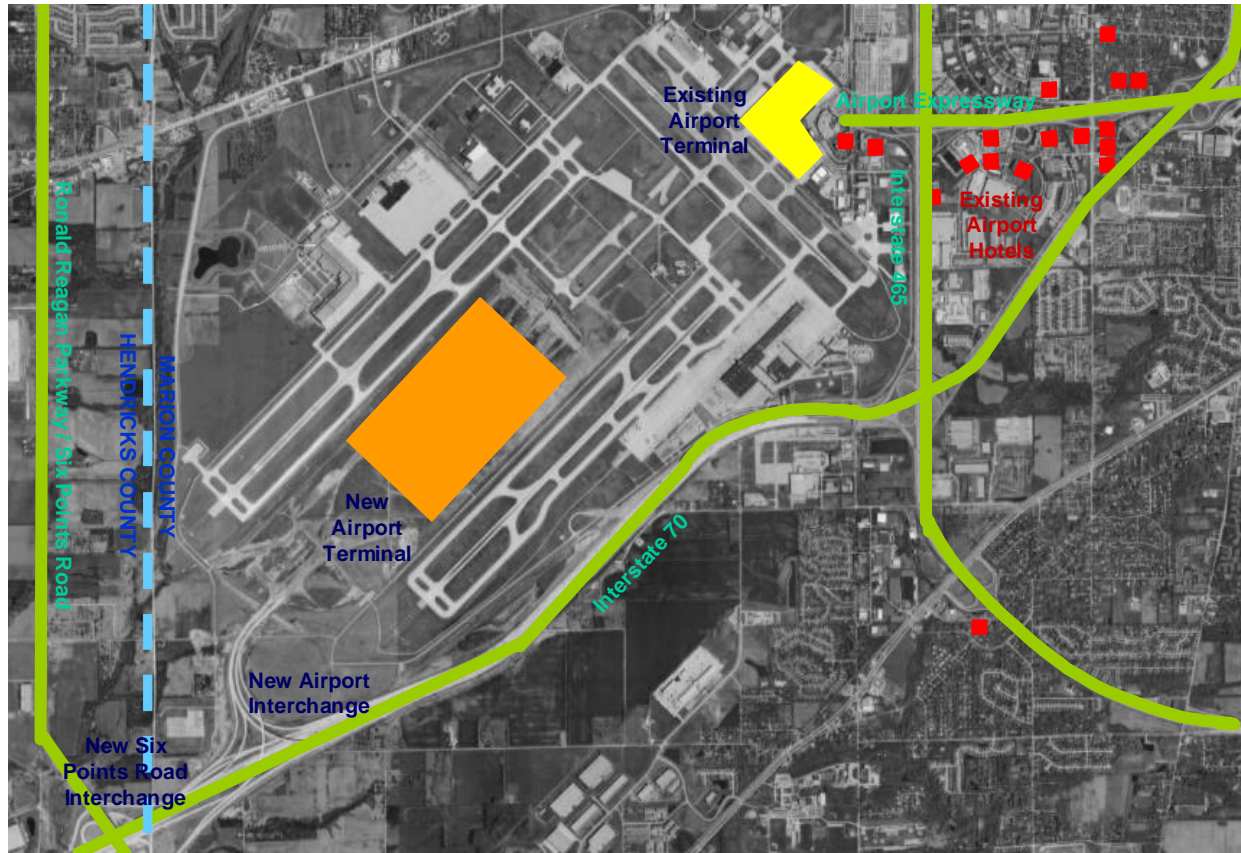 Existing
Airport
Terminal
Airport Expressway
Interstate 465
Existing
Airport
Hotels
Ronald Reagan Parkway / Six Points Road
MARION COUNTY
HENDRICKS COUNTY
New
Airport
Terminal
Interstate 70
New Airport
Interchange
New Six
Points Road
Interchange